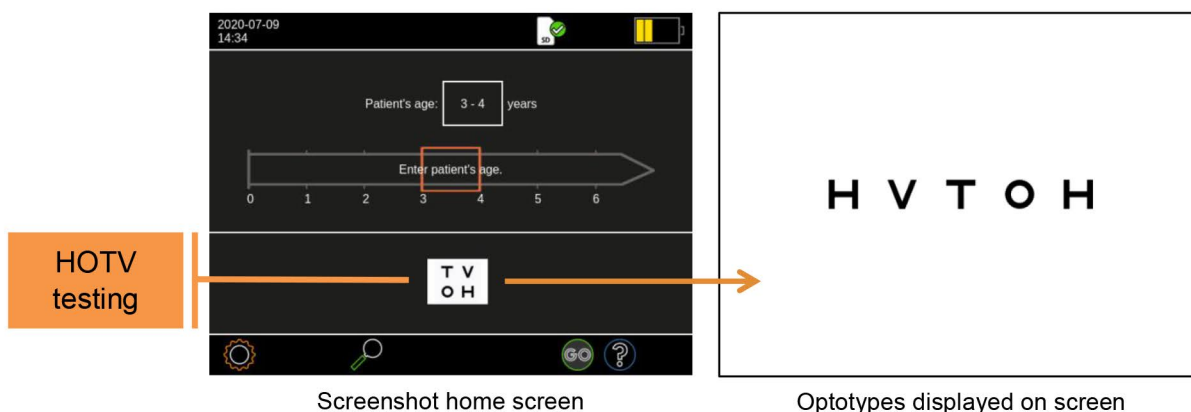 2020-07-09
14:34
SD
Patient's age: 3 - 4 years
Enter patient's age.
0 1 2 3 4 5 6
HOTV
testing
T V
O H
GO ?
Screenshot home screen
H V T O H
Optotypes displayed on screen